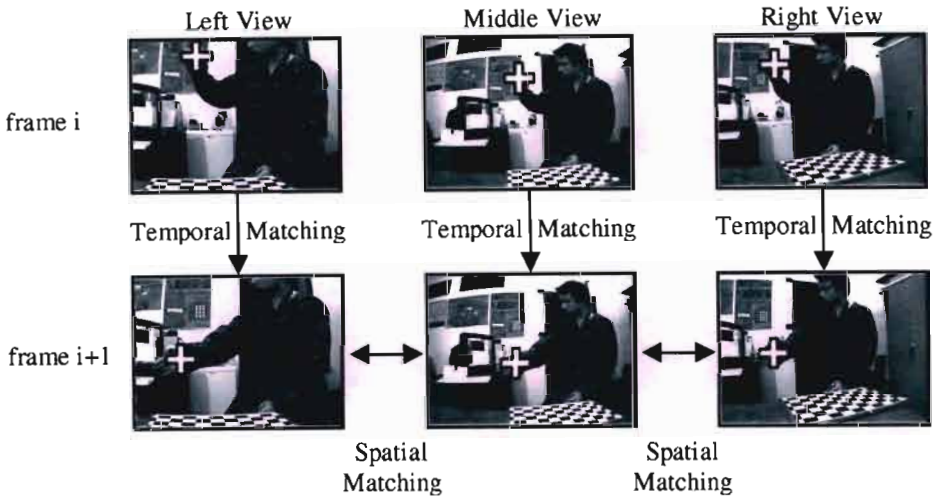 Left View
Middle View
Right View
frame i
Temporal Matching
Temporal Matching
Temporal Matching
frame i+1
Spatial
Matching
Spatial
Matching